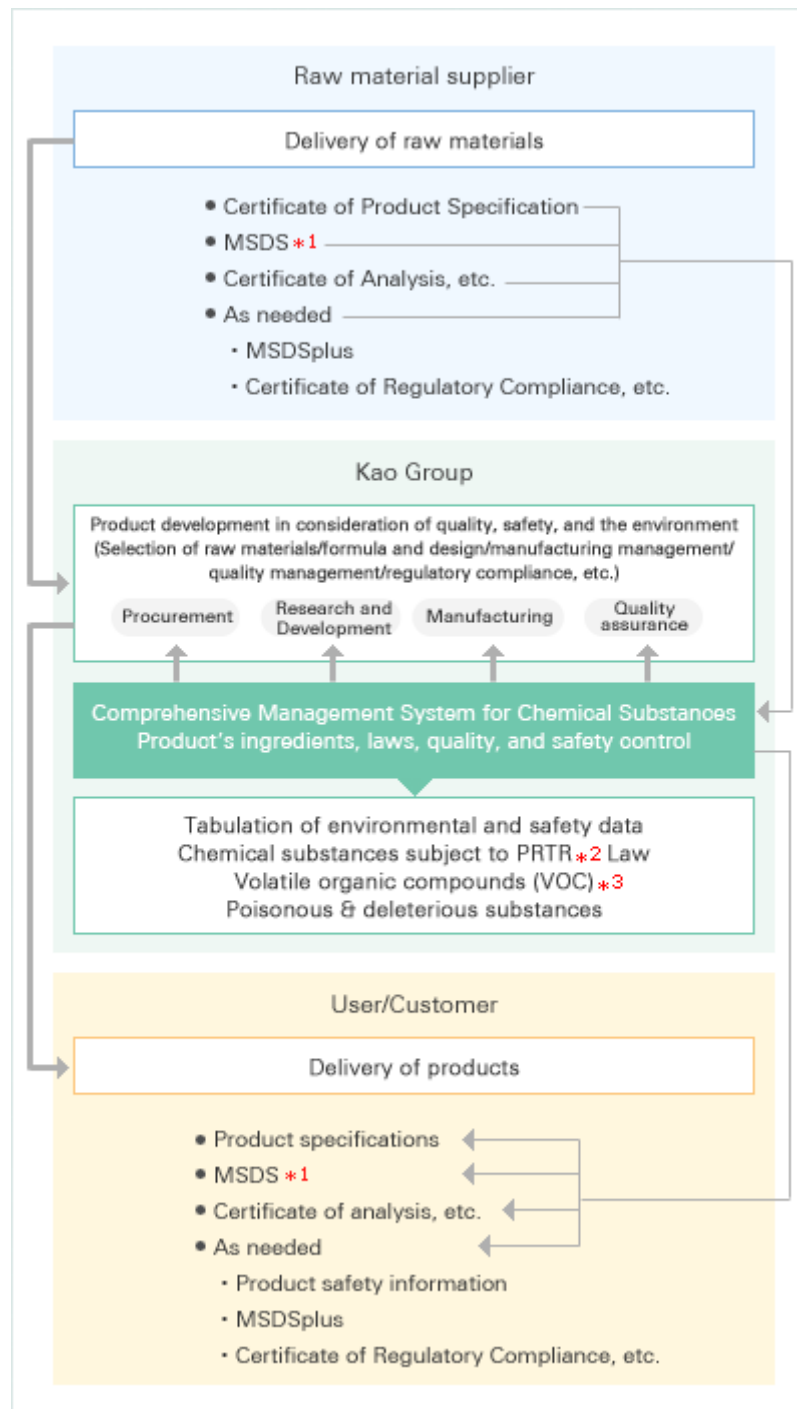 Raw material supplier
Delivery of raw materials
● Certificate of Product Specification
● MSDS *1
● Certificate of Analysis, etc.
● As needed
・MSDSplus
・Certificate of Regulatory Compliance, etc.
Kao Group
Product development in consideration of quality, safety, and the environment
(Selection of raw materials/formula and design/manufacturing management/
quality management/regulatory compliance, etc.)
Procurement
Research and
Development
Manufacturing
Quality
assurance
Comprehensive Management System for Chemical Substances
Product's ingredients, laws, quality, and safety control
Tabulation of environmental and safety data
Chemical substances subject to PRTR*2 Law
Volatile organic compounds (VOC)*3
Poisonous & deleterious substances
User/Customer
Delivery of products
● Product specifications
● MSDS *1
● Certificate of analysis, etc.
● As needed
・Product safety information
・MSDSplus
・Certificate of Regulatory Compliance, etc.